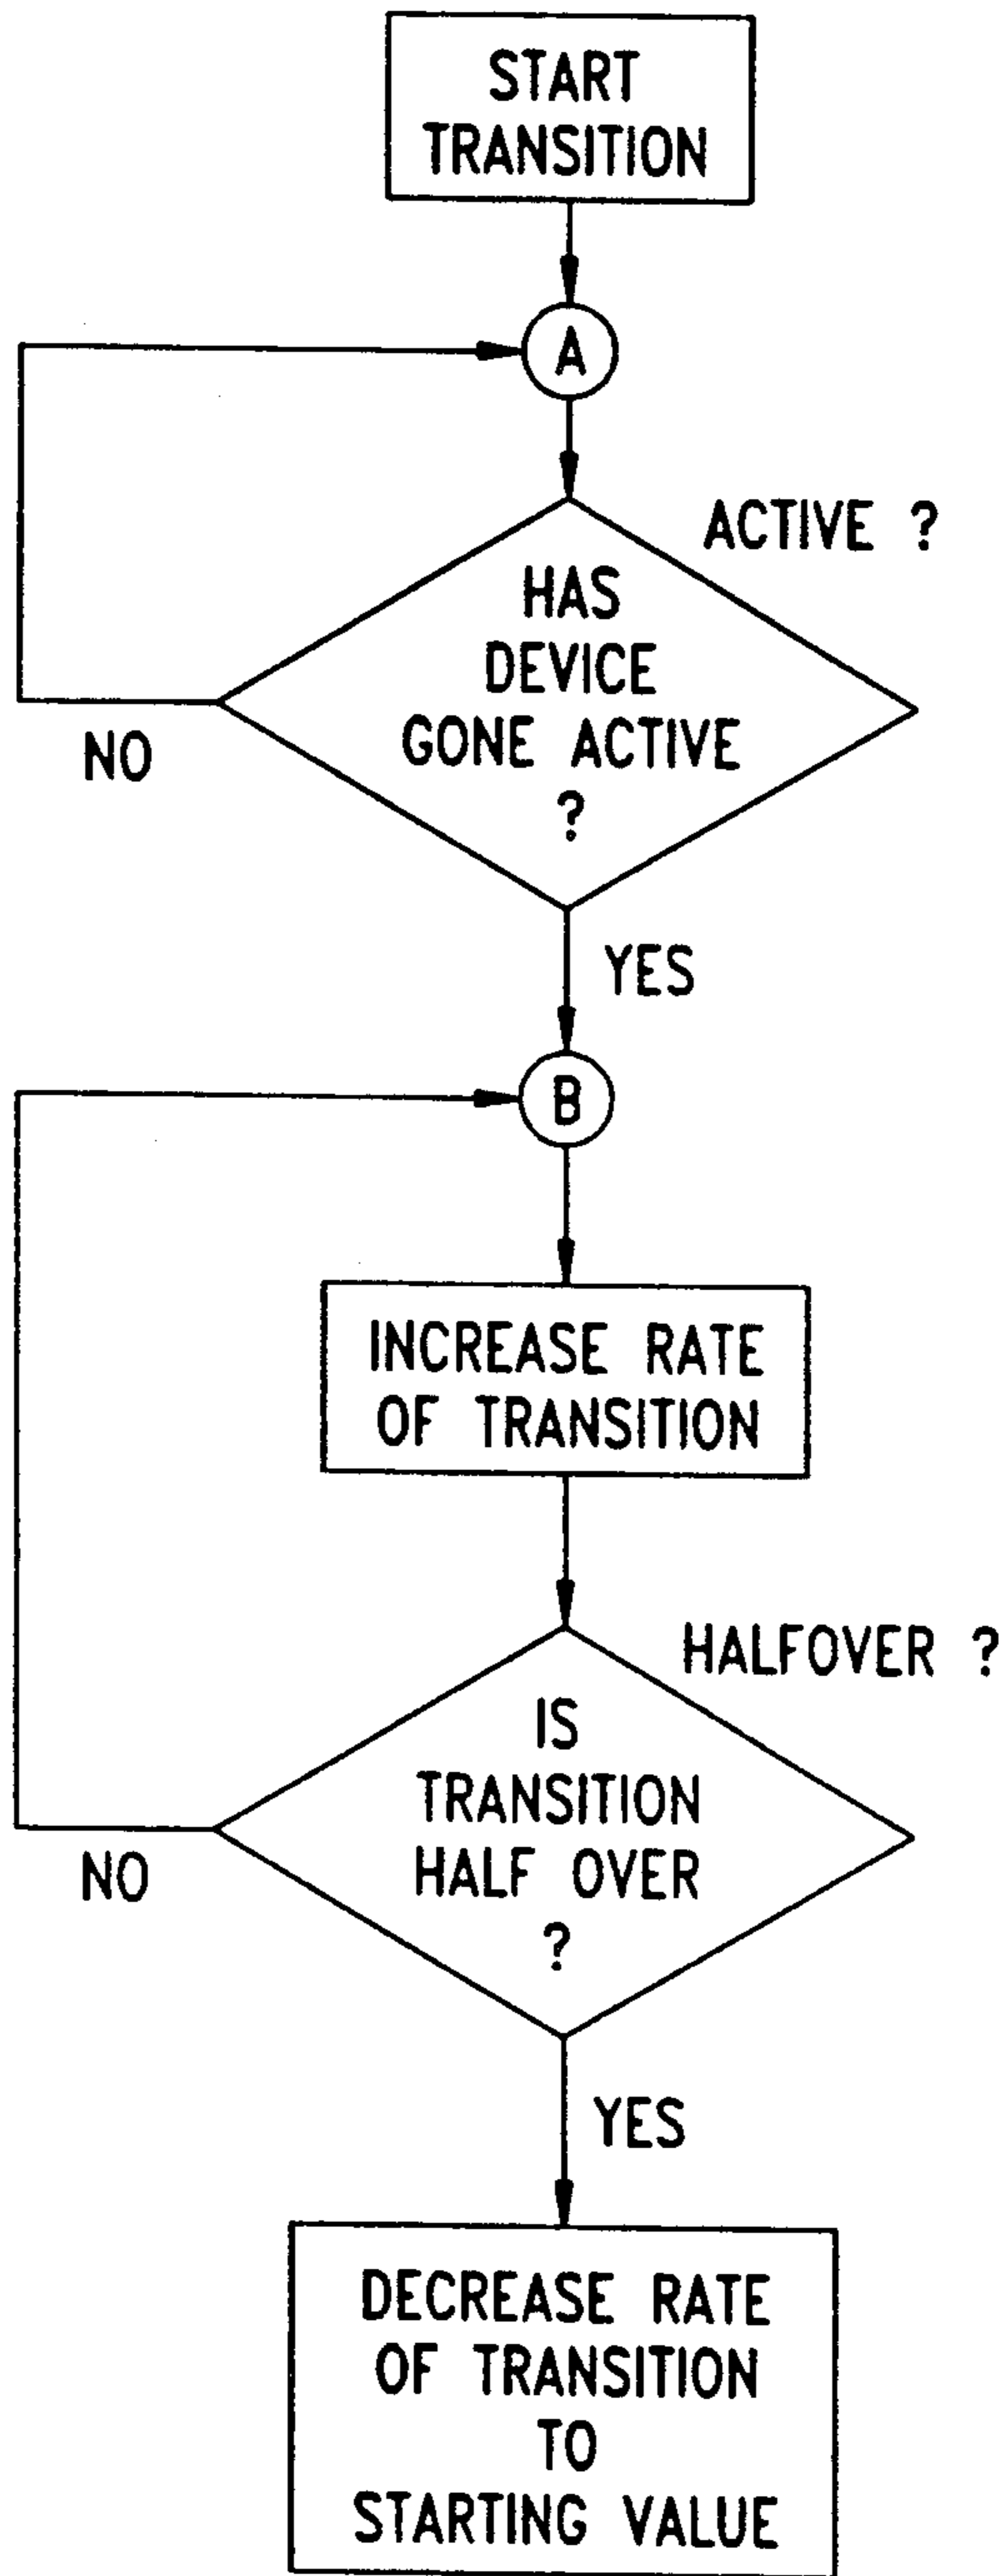 START
TRANSITION
A
ACTIVE ?
HAS
DEVICE
GONE ACTIVE
?
NO
YES
B
INCREASE RATE
OF TRANSITION
HALFOVER ?
IS
TRANSITION
HALF OVER
?
NO
YES
DECREASE RATE
OF TRANSITION
TO
STARTING VALUE